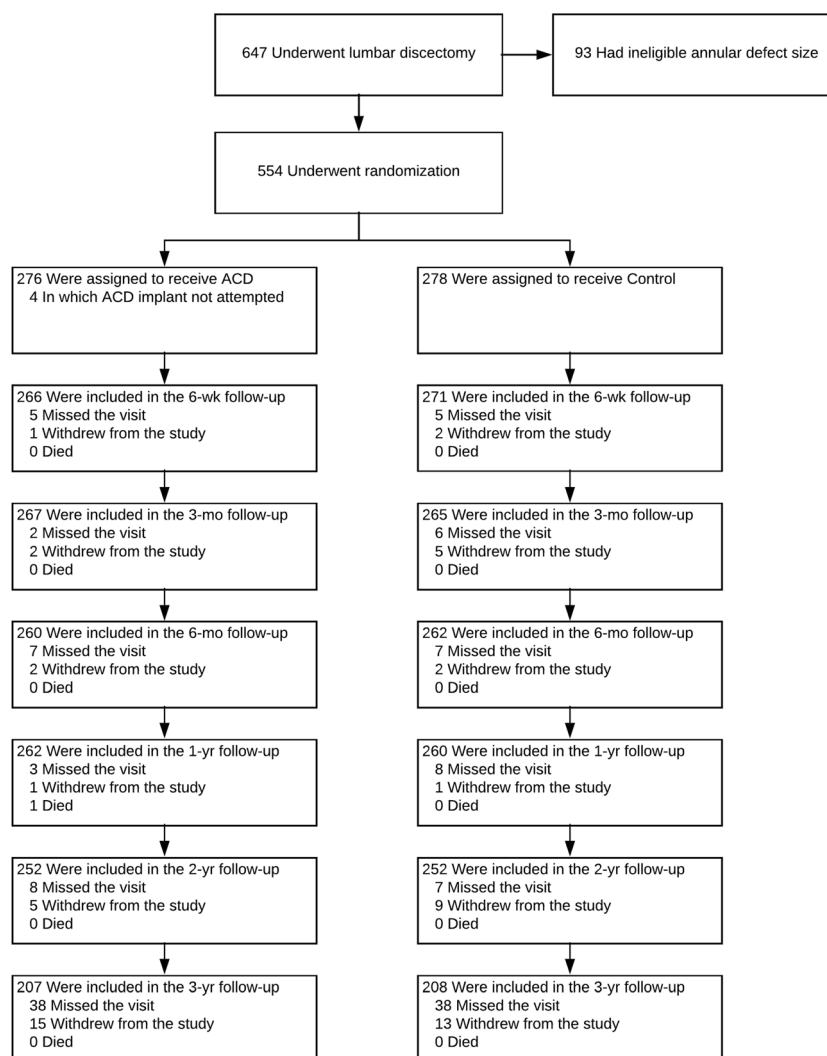 647 Underwent lumbar discectomy
93 Had ineligible annular defect size
554 Underwent randomization
276 Were assigned to receive ACD
4 In which ACD implant not attempted
278 Were assigned to receive Control
266 Were included in the 6-wk follow-up
5 Missed the visit
1 Withdrew from the study
0 Died
271 Were included in the 6-wk follow-up
5 Missed the visit
2 Withdrew from the study
0 Died
267 Were included in the 3-mo follow-up
2 Missed the visit
2 Withdrew from the study
0 Died
265 Were included in the 3-mo follow-up
6 Missed the visit
5 Withdrew from the study
0 Died
260 Were included in the 6-mo follow-up
7 Missed the visit
2 Withdrew from the study
0 Died
262 Were included in the 6-mo follow-up
7 Missed the visit
2 Withdrew from the study
0 Died
262 Were included in the 1-yr follow-up
3 Missed the visit
1 Withdrew from the study
1 Died
260 Were included in the 1-yr follow-up
8 Missed the visit
1 Withdrew from the study
0 Died
252 Were included in the 2-yr follow-up
8 Missed the visit
5 Withdrew from the study
0 Died
252 Were included in the 2-yr follow-up
7 Missed the visit
9 Withdrew from the study
0 Died
207 Were included in the 3-yr follow-up
38 Missed the visit
15 Withdrew from the study
0 Died
208 Were included in the 3-yr follow-up
38 Missed the visit
13 Withdrew from the study
0 Died